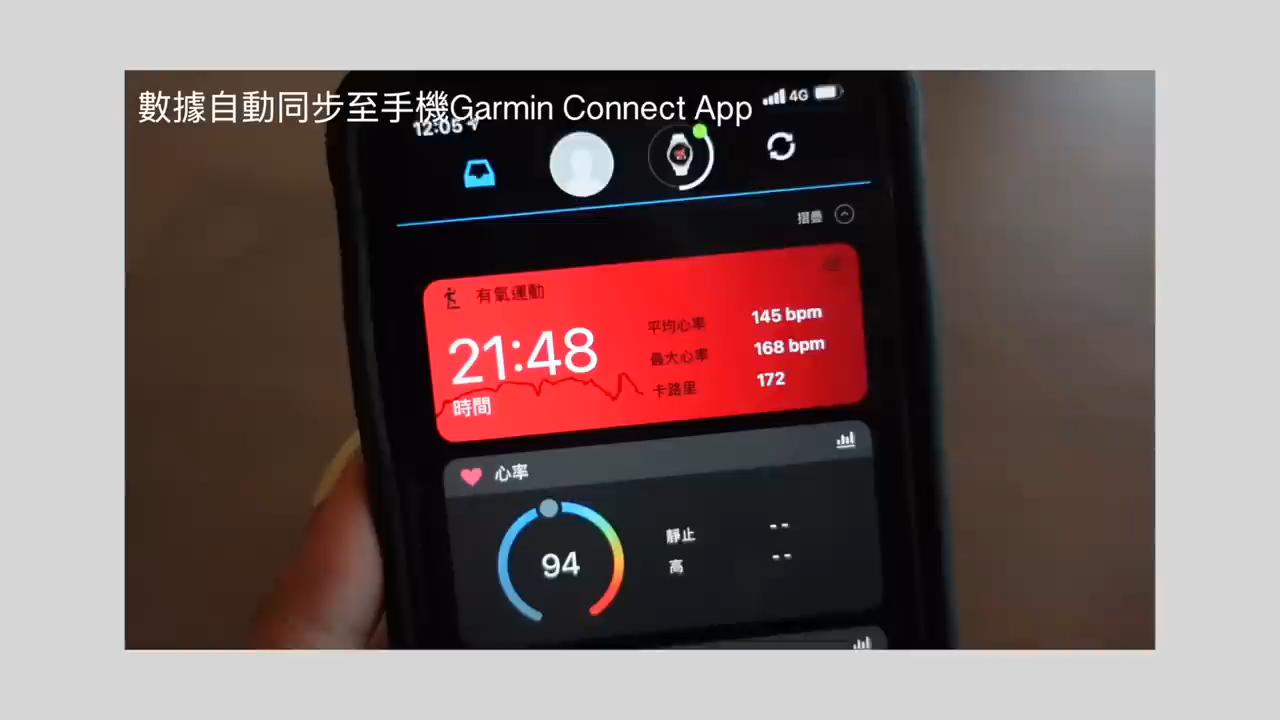 數據自動同步至手機Garmin Connect App
12:05
4G
摺疊
有氧運動
21:48
時間
平均心率 145 bpm
最大心率 168 bpm
卡路里 172
心率
94
靜止 --
高 --